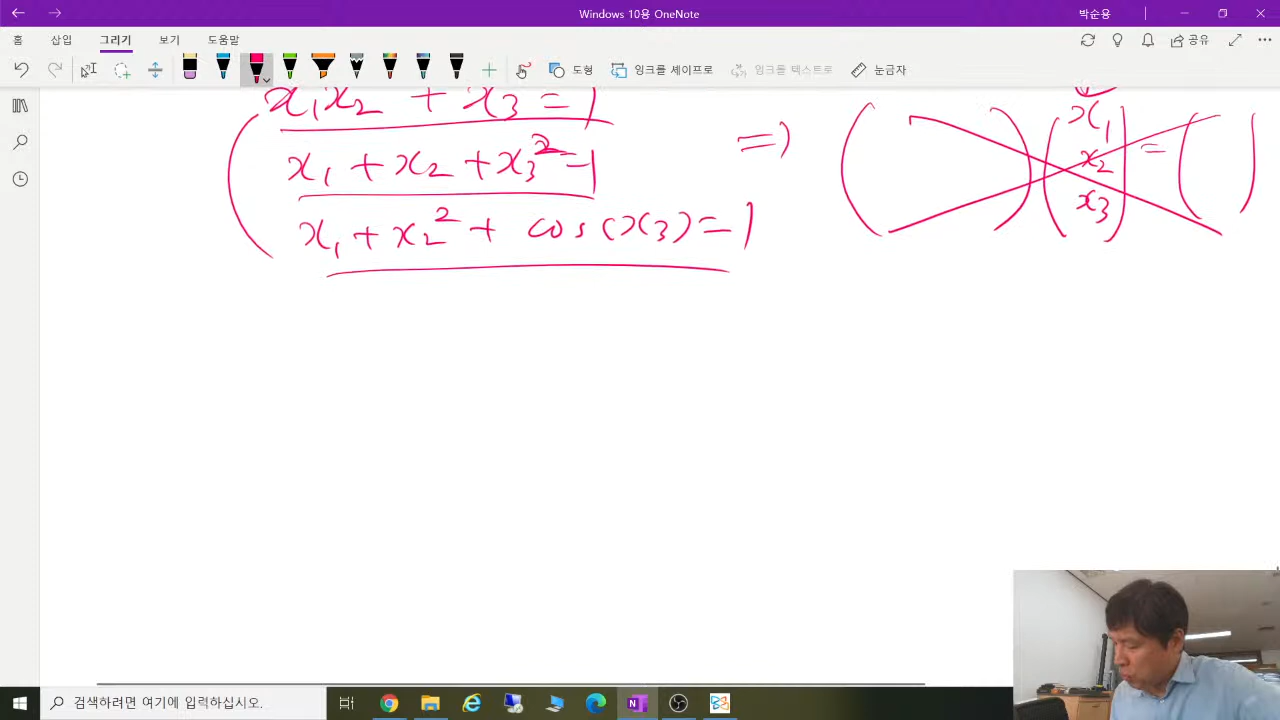 Windows 10용 OneNote
박순용
홈 삽입 그리기 보기 도움말
공유
도형 잉크를 셰이프로 잉크를 텍스트로 눈금자
x₁x₂ + x₃ = 1
x₁ + x₂ + x₃² = 1
x₁ + x₂² + cos(x₃) = 1
⇒ ( ) ( x₁ x₂ x₃ ) = ( )
검색하려면 여기에 입력하십시오.